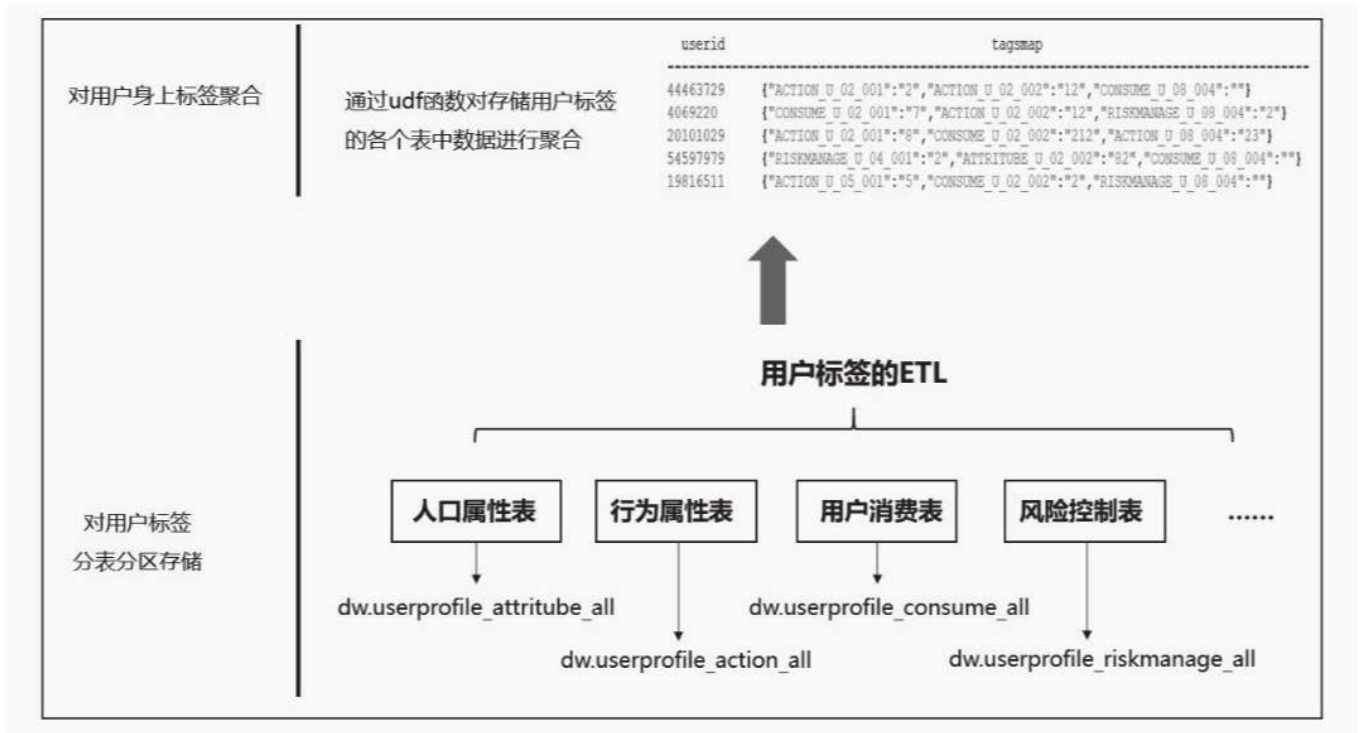 对用户身上标签聚合
通过udf函数对存储用户标签
的各个表中数据进行聚合
userid tagsmap
44463729 {"ACTION_U_02_001":"2","ACTION_U_02_002":"12","CONSUME_U_08_004":""}
4069220 {"CONSUME_U_02_001":"7","ACTION_U_02_002":"12","RISKMANAGE_U_08_004":"2"}
20101029 {"ACTION_U_02_001":"8","CONSUME_U_02_002":"212","ACTION_U_08_004":"23"}
54597979 {"RISKMANAGE_U_04_001":"2","ATTRITUBE_U_02_002":"82","CONSUME_U_08_004":""}
19816511 {"ACTION_U_05_001":"5","CONSUME_U_02_002":"2","RISKMANAGE_U_08_004":""}
用户标签的ETL
对用户标签
分表分区存储
人口属性表 行为属性表 用户消费表 风险控制表 ……
dw.userprofile_attritube_all dw.userprofile_consume_all
dw.userprofile_action_all dw.userprofile_riskmanage_all